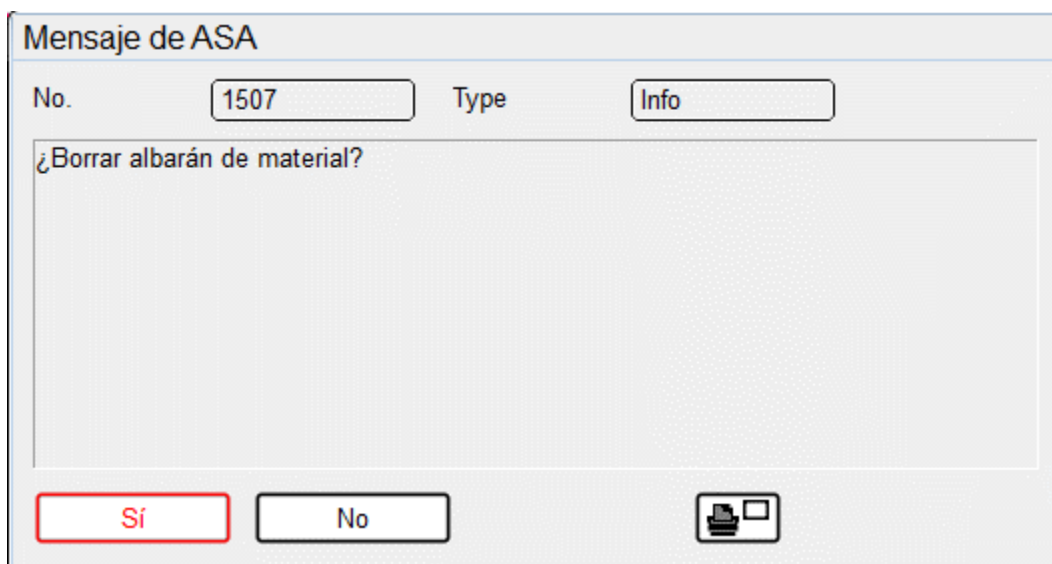 Mensaje de ASA
No. 1507 Type Info
¿Borrar albarán de material?
Sí No